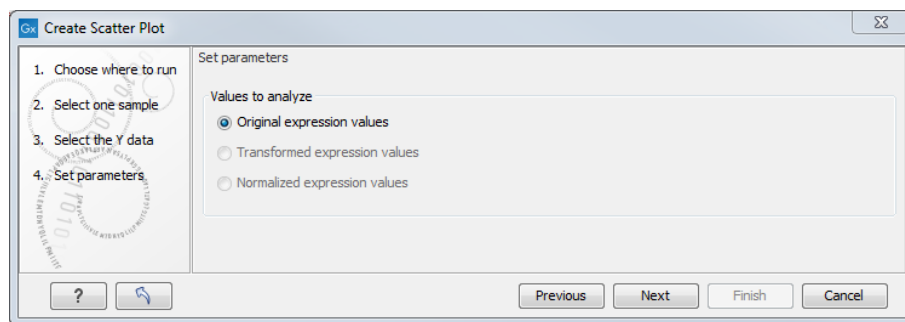 Gx Create Scatter Plot
1. Choose where to run
2. Select one sample
3. Select the Y data
4. Set parameters
Set parameters
Values to analyze
Original expression values
Transformed expression values
Normalized expression values
?
Previous
Next
Finish
Cancel